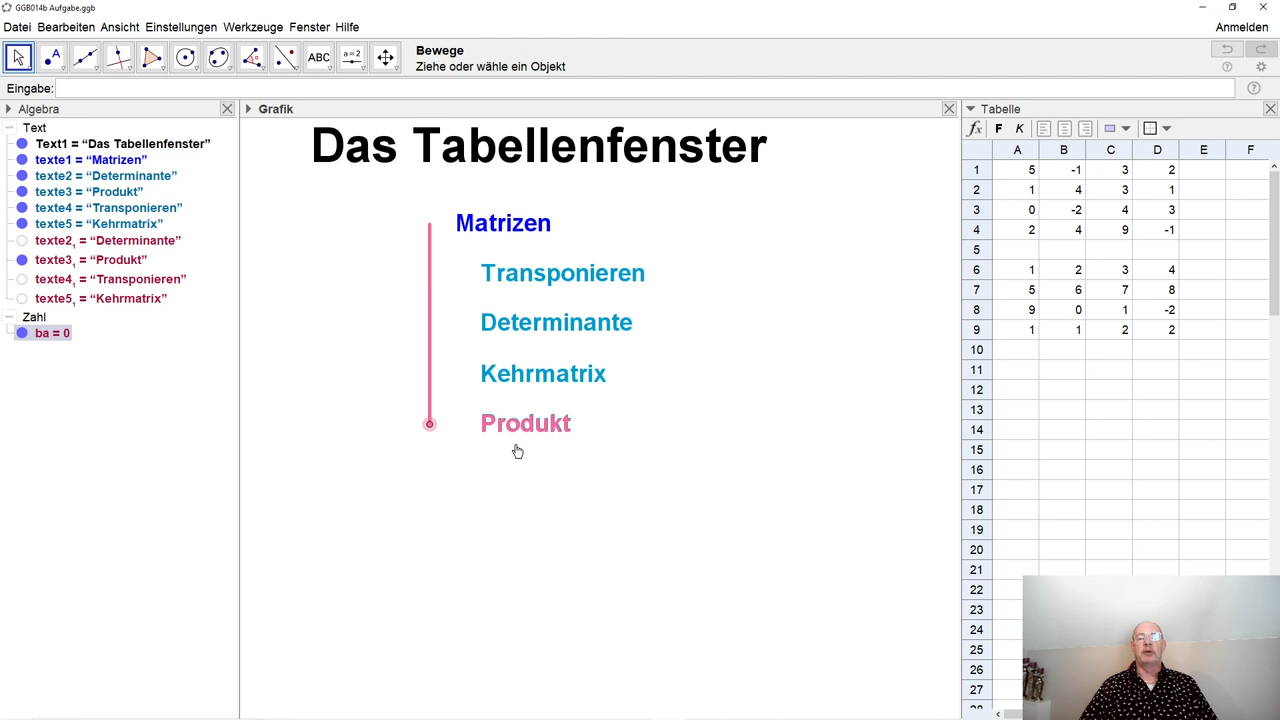 GGB014b Aufgabe.ggb
Datei Bearbeiten Ansicht Einstellungen Werkzeuge Fenster Hilfe
Anmelden
A
ABC
a=2
Bewege
Ziehe oder wähle ein Objekt
Eingabe:
Algebra
Text
Text1 = “Das Tabellenfenster”
texte1 = “Matrizen”
texte2 = “Determinante”
texte3 = “Produkt”
texte4 = “Transponieren”
texte5 = “Kehrmatrix”
texte2₁ = “Determinante”
texte3₁ = “Produkt”
texte4₁ = “Transponieren”
texte5₁ = “Kehrmatrix”
Zahl
ba = 0
Grafik
Das Tabellenfenster
Matrizen
Transponieren
Determinante
Kehrmatrix
Produkt
Tabelle
fx F K
A B C D E F
1 5 -1 3 2
2 1 4 3 1
3 0 -2 4 3
4 2 4 9 -1
5
6 1 2 3 4
7 5 6 7 8
8 9 0 1 -2
9 1 1 2 2
10
11
12
13
14
15
16
17
18
19
20
21
22
23
24
25
26
27
28